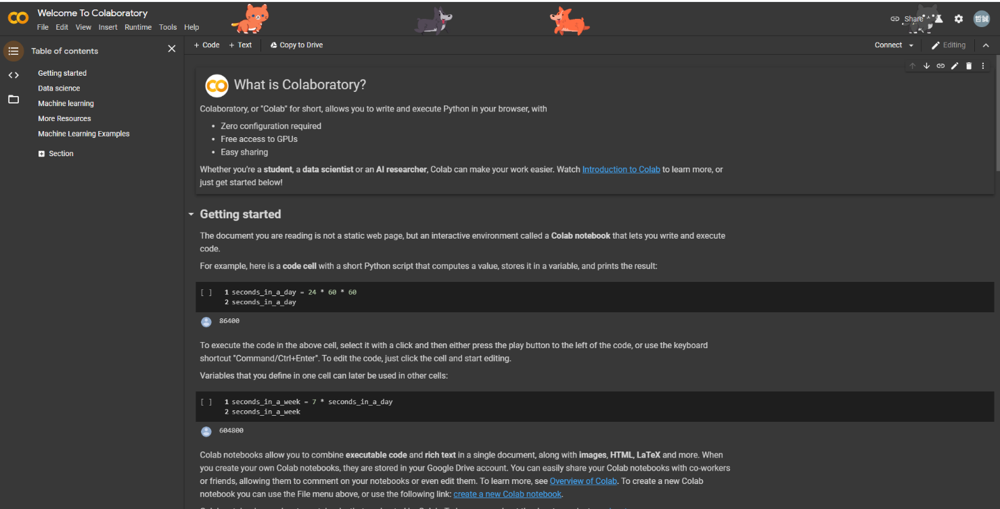 Welcome To Colaboratory
File Edit View Insert Runtime Tools Help
Share
哲誠
Table of contents
Getting started
Data science
Machine learning
More Resources
Machine Learning Examples
Section
+ Code + Text Copy to Drive
Connect Editing
What is Colaboratory?
Colaboratory, or "Colab" for short, allows you to write and execute Python in your browser, with
• Zero configuration required
• Free access to GPUs
• Easy sharing
Whether you're a student, a data scientist or an AI researcher, Colab can make your work easier. Watch Introduction to Colab to learn more, or
just get started below!
Getting started
The document you are reading is not a static web page, but an interactive environment called a Colab notebook that lets you write and execute
code.
For example, here is a code cell with a short Python script that computes a value, stores it in a variable, and prints the result:
[ ] 1 seconds_in_a_day = 24 * 60 * 60
2 seconds_in_a_day
86400
To execute the code in the above cell, select it with a click and then either press the play button to the left of the code, or use the keyboard
shortcut "Command/Ctrl+Enter". To edit the code, just click the cell and start editing.
Variables that you define in one cell can later be used in other cells:
[ ] 1 seconds_in_a_week = 7 * seconds_in_a_day
2 seconds_in_a_week
604800
Colab notebooks allow you to combine executable code and rich text in a single document, along with images, HTML, LaTeX and more. When
you create your own Colab notebooks, they are stored in your Google Drive account. You can easily share your Colab notebooks with co-workers
or friends, allowing them to comment on your notebooks or even edit them. To learn more, see Overview of Colab. To create a new Colab
notebook you can use the File menu above, or use the following link: create a new Colab notebook.